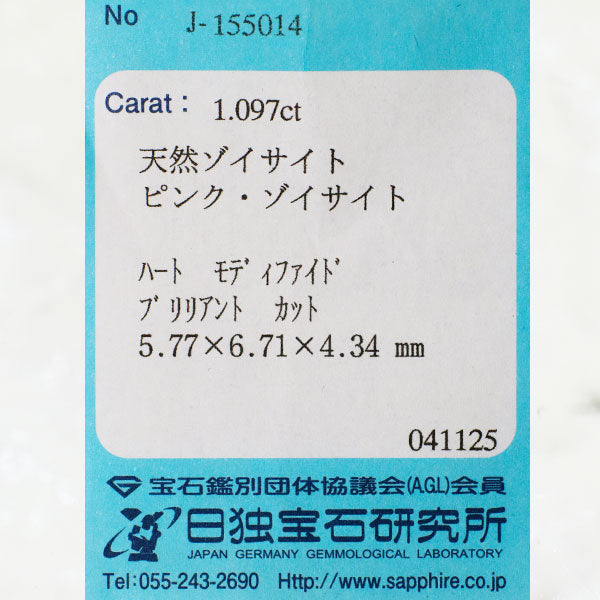 No J-155014
Carat: 1.097ct
天然ゾイサイト
ピンク・ゾイサイト
ﾊｰﾄ ﾓﾃﾞｨﾌｧｲﾄﾞ
ﾌﾞﾘﾘｱﾝﾄ ｶｯﾄ
5.77×6.71×4.34 mm
041125
宝石鑑別団体協議会(AGL)会員
日独宝石研究所
JAPAN GERMANY GEMMOLOGICAL LABORATORY
Tel:055-243-2690 Http://www.sapphire.co.jp